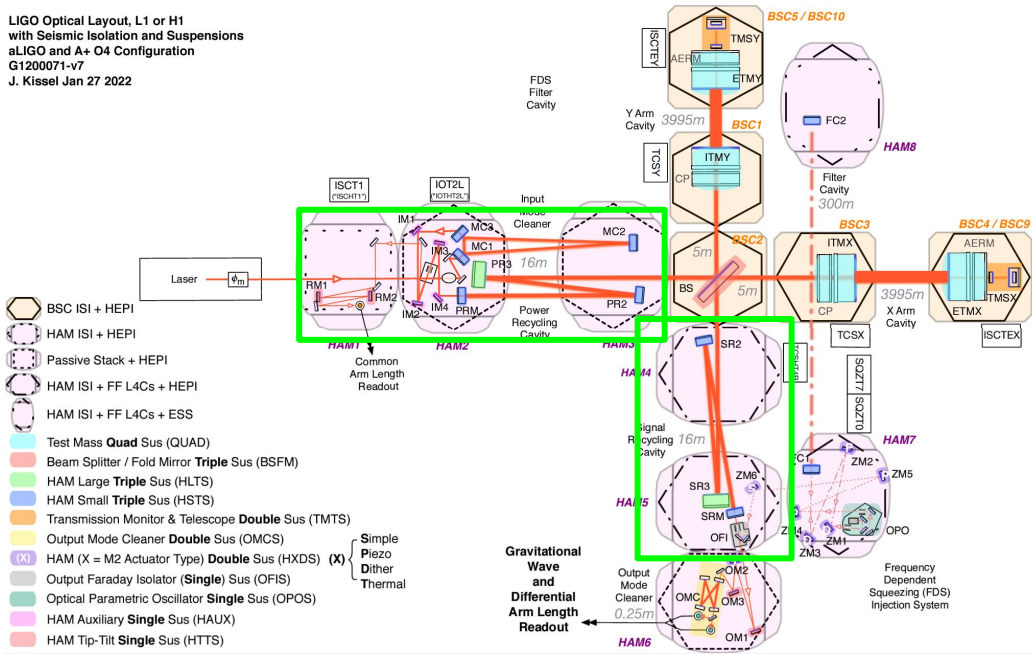 LIGO Optical Layout, L1 or H1
with Seismic Isolation and Suspensions
aLIGO and A+ O4 Configuration
G1200071-v7
J. Kissel Jan 27 2022
BSC5 / BSC10
ISCTEY
TMSY
AERM
ETMY
FDS
Filter
Cavity
Y Arm
Cavity
3995m
FC2
HAM8
BSC1
TCSY
ITMY
CP
Filter
Cavity
300m
ISCT1
("ISCHT1")
IOT2L
("IOTHT2L")
Input
Mode
Cleaner
IM1
MC3
MC1
IM3
MC2
16m
PR3
RM1
RM2
IM2
IM4
PRM
PR2
Power
Recycling
Cavity
HAM1
HAM2
HAM3
Laser
ϕm
BSC2
5m
BS
5m
BSC3
ITMX
CP
TCSX
BSC4 / BSC9
AERM
TMSX
ETMX
3995m
X Arm
Cavity
ISCTEX
Common
Arm Length
Readout
SR2
HAM4
Signal
Recycling
Cavity
16m
SQZT7
SQZT0
HAM7
FC1
ZM2
ZM5
ZM6
ZM4
ZM1
ZM3
OPO
SR3
HAM5
SRM
OFI
Frequency
Dependent
Squeezing (FDS)
Injection System
Gravitational
Wave
and
Differential
Arm Length
Readout
Output
Mode
Cleaner
0.25m
OM2
OMC
OM3
OM1
HAM6
BSC ISI + HEPI
HAM ISI + HEPI
Passive Stack + HEPI
HAM ISI + FF L4Cs + HEPI
HAM ISI + FF L4Cs + ESS
Test Mass Quad Sus (QUAD)
Beam Splitter / Fold Mirror Triple Sus (BSFM)
HAM Large Triple Sus (HLTS)
HAM Small Triple Sus (HSTS)
Transmission Monitor & Telescope Double Sus (TMTS)
Output Mode Cleaner Double Sus (OMCS)
(X) HAM (X = M2 Actuator Type) Double Sus (HXDS) (X)
Simple
Piezo
Dither
Thermal
Output Faraday Isolator (Single) Sus (OFIS)
Optical Parametric Oscillator Single Sus (OPOS)
HAM Auxiliary Single Sus (HAUX)
HAM Tip-Tilt Single Sus (HTTS)